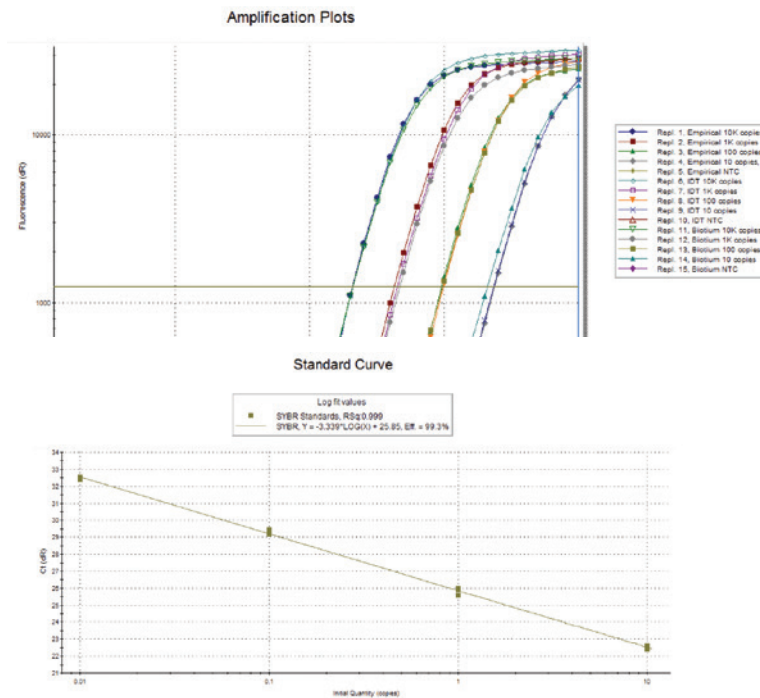 Amplification Plots
Fluorescence (dR)
10000
1000
Repl. 1, Empirical 10K copies
Repl. 2, Empirical 1K copies
Repl. 3, Empirical 100 copies
Repl. 4, Empirical 10 copies,
Repl. 5, Empirical NTC
Repl. 6, IDT 10K copies
Repl. 7, IDT 1K copies
Repl. 8, IDT 100 copies
Repl. 9, IDT 10 copies
Repl. 10, IDT NTC
Repl. 11, Biotium 10K copies
Repl. 12, Biotium 1K copies
Repl. 13, Biotium 100 copies
Repl. 14, Biotium 10 copies
Repl. 15, Biotium NTC
Standard Curve
Log fit values
SYBR Standards, RSq:0.999
SYBR, Y = -3.339*LOG(X) + 25.85, Eff. = 99.3%
Ct (dR)
34
33
32
31
30
29
28
27
26
25
24
23
22
21
0.01
0.1
1
10
Initial Quantity (copies)